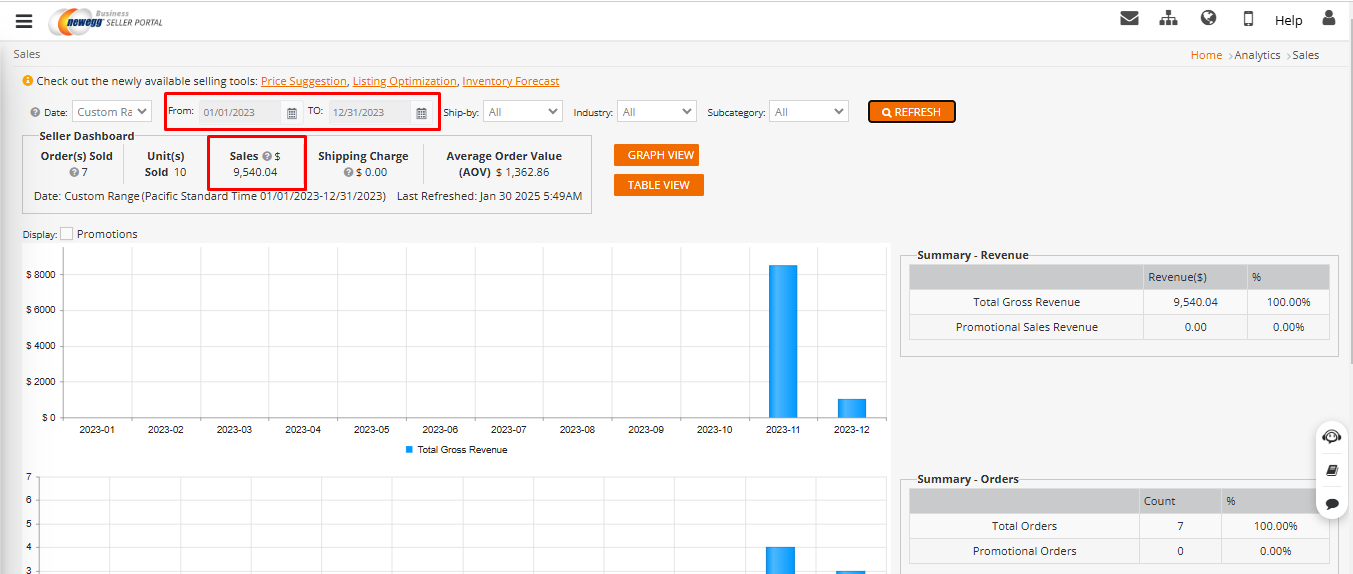 Business
newegg SELLER PORTAL
Help
Sales
Home > Analytics > Sales
Check out the newly available selling tools: Price Suggestion, Listing Optimization, Inventory Forecast
Date: Custom Ra From: 01/01/2023 TO: 12/31/2023 Ship-by: All Industry: All Subcategory: All REFRESH
Seller Dashboard
Order(s) Sold Unit(s) Sales $ Shipping Charge Average Order Value
7 Sold 10 9,540.04 $ 0.00 (AOV) $ 1,362.86
Date: Custom Range (Pacific Standard Time 01/01/2023-12/31/2023) Last Refreshed: Jan 30 2025 5:49AM
GRAPH VIEW
TABLE VIEW
Display: Promotions
$ 8000
$ 6000
$ 4000
$ 2000
$ 0
2023-01 2023-02 2023-03 2023-04 2023-05 2023-06 2023-07 2023-08 2023-09 2023-10 2023-11 2023-12
Total Gross Revenue
Summary - Revenue
Revenue($) %
Total Gross Revenue 9,540.04 100.00%
Promotional Sales Revenue 0.00 0.00%
7
6
5
4
3
Summary - Orders
Count %
Total Orders 7 100.00%
Promotional Orders 0 0.00%